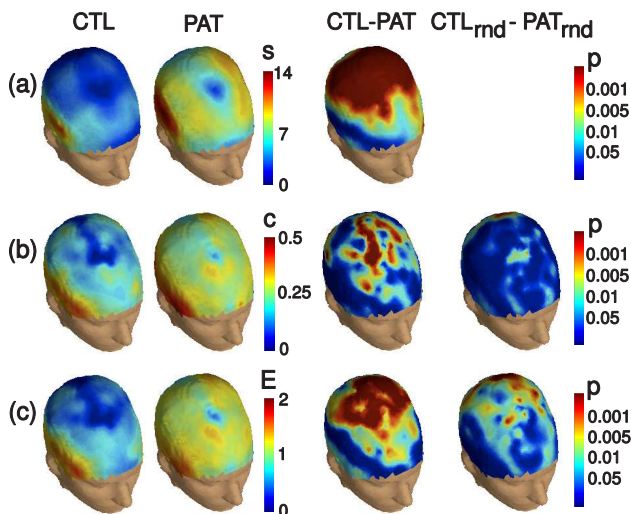 CTL PAT CTL-PAT CTLrnd - PATrnd
(a) s 14 7 0 p 0.001 0.005 0.01 0.05
(b) c 0.5 0.25 0 p 0.001 0.005 0.01 0.05
(c) E 2 1 0 p 0.001 0.005 0.01 0.05